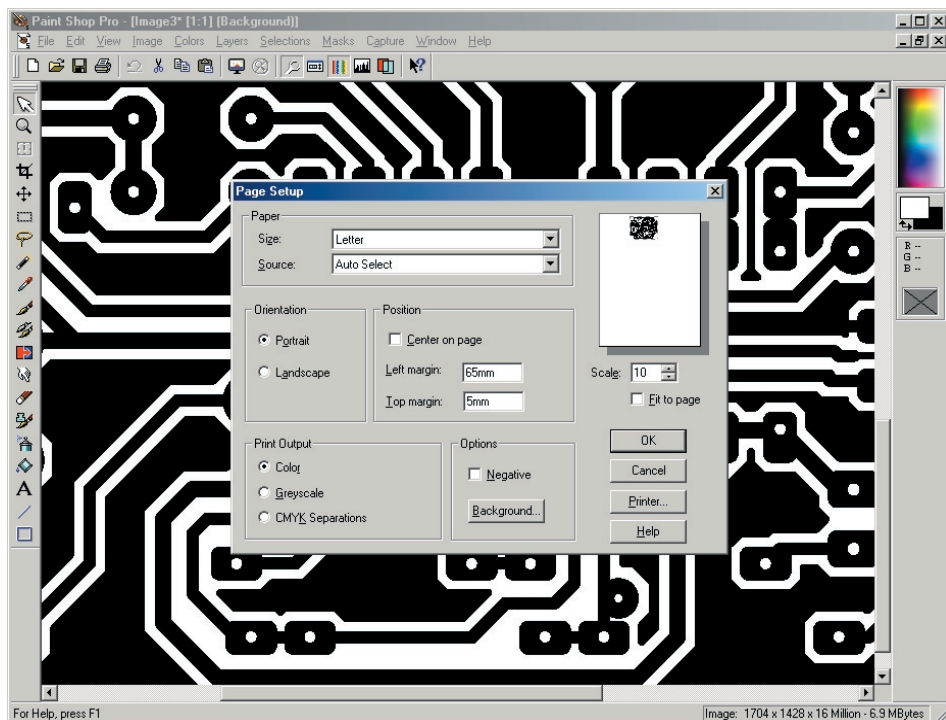 Paint Shop Pro - [Image3* [1:1] (Background)]
File Edit View Image Colors Layers Selections Masks Capture Window Help
Page Setup
Paper
Size: Letter
Source: Auto Select
Orientation
Portrait
Landscape
Position
Center on page
Left margin: 65mm
Top margin: 5mm
Scale: 10
Fit to page
Print Output
Color
Greyscale
CMYK Separations
Options
Negative
Background...
OK
Cancel
Printer...
Help
R --
G --
B --
For Help, press F1
Image: 1704 x 1428 x 16 Million - 6.9 MBytes